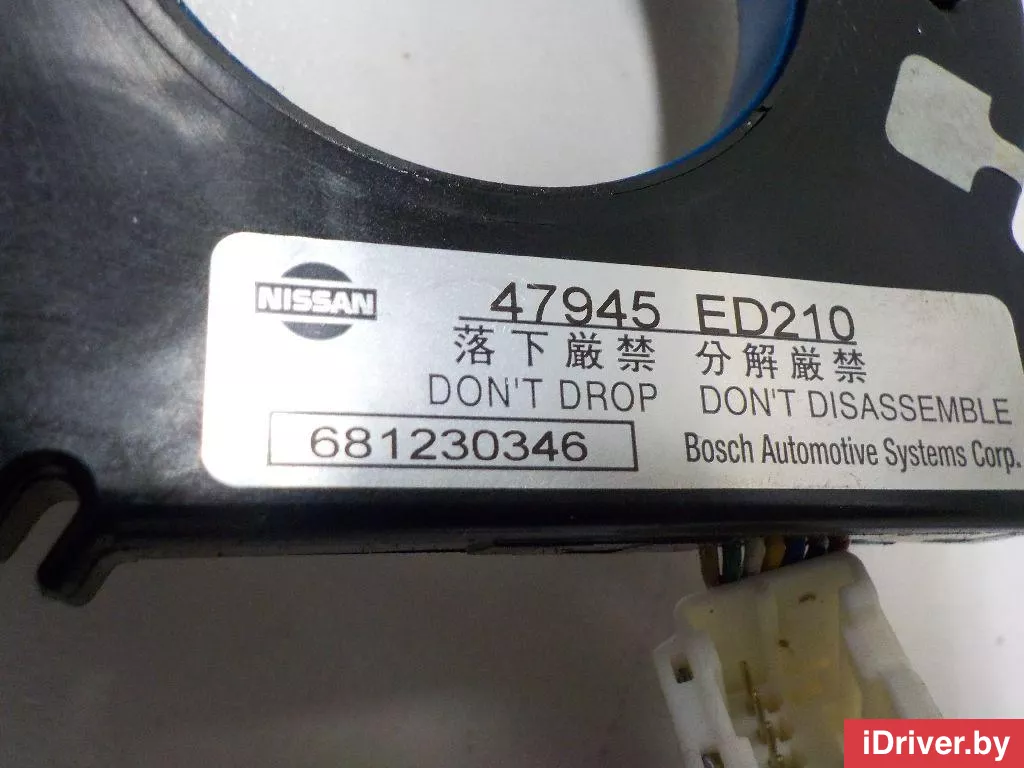 NISSAN
47945 ED210
落下厳禁 分解厳禁
DON'T DROP DON'T DISASSEMBLE
681230346 Bosch Automotive Systems Corp.
iDriver.by